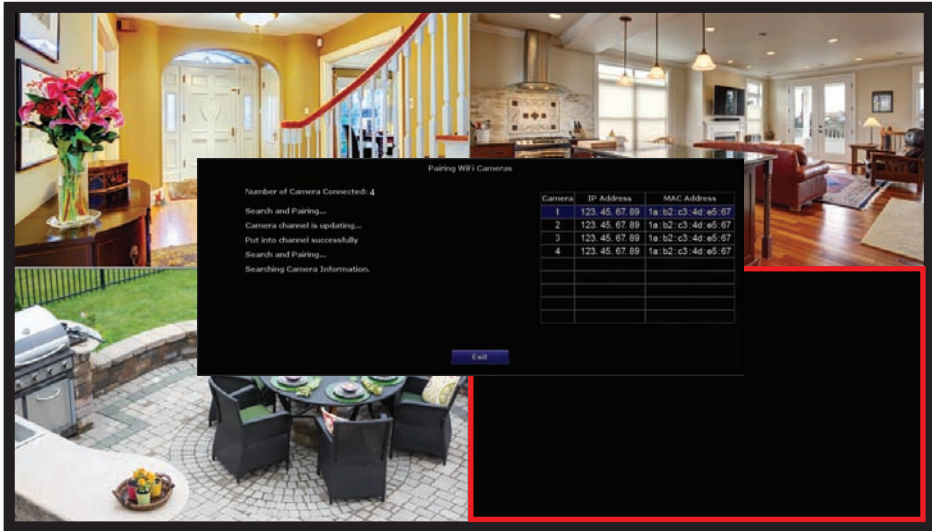 Pairing WiFi Cameras
Number of Camera Connected: 4
Search and Pairing...
Camera channel is updating...
Put into channel successfully
Search and Pairing...
Searching Camera Information.
Camera IP Address MAC Address
1 123. 45. 67. 89 1a:b2:c3:4d:e5:67
2 123. 45. 67. 89 1a:b2:c3:4d:e5:67
3 123. 45. 67. 89 1a:b2:c3:4d:e5:67
4 123. 45. 67. 89 1a:b2:c3:4d:e5:67
Exit